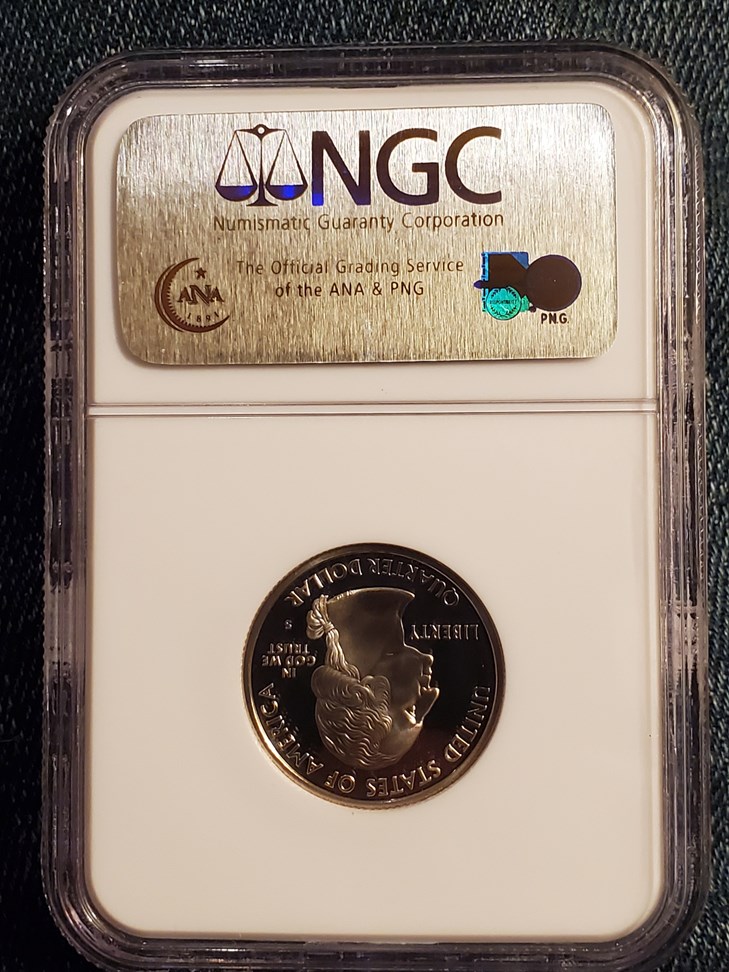 NGC
Numismatic Guaranty Corporation
The Official Grading Service
of the ANA & PNG
ANA
1891
P.N.G.
UNITED STATES OF AMERICA
LIBERTY
IN
GOD WE
TRUST
S
QUARTER DOLLAR